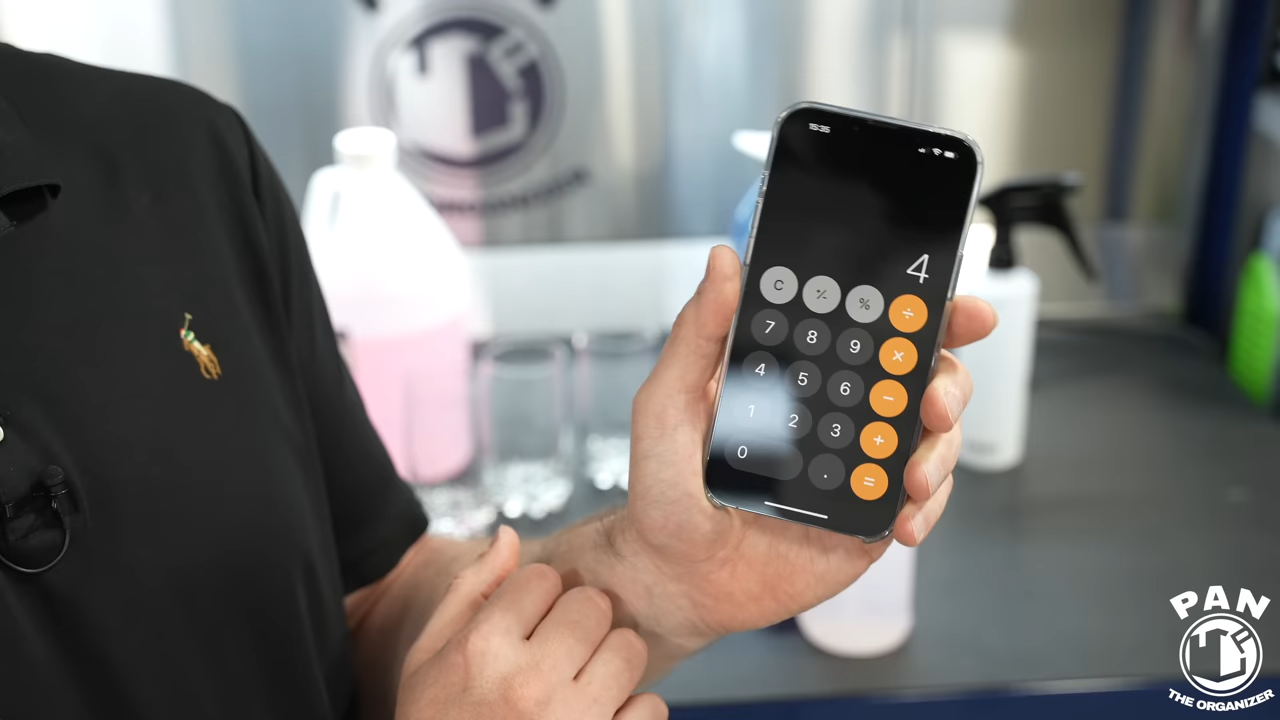 15:35
4
C +/- % ÷
7 8 9 ×
4 5 6 −
1 2 3 +
0 . =
PAN
THE ORGANIZER